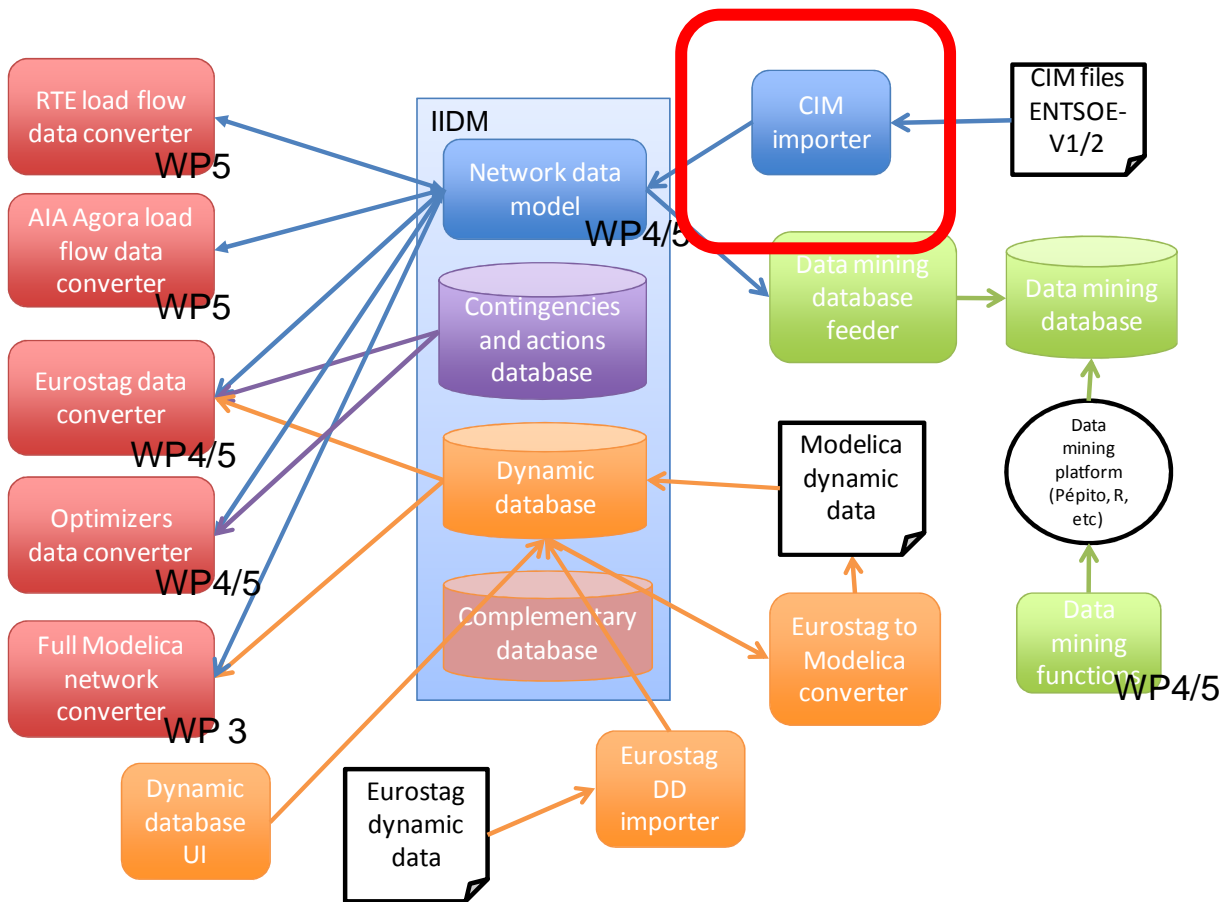 RTE load flow
data converter
WP5
AIA Agora load
flow data
converter
WP5
Eurostag data
converter
WP4/5
Optimizers
data converter
WP4/5
Full Modelica
network
converter
WP 3
Dynamic
database
UI
IIDM
Network data
model
WP4/5
Contingencies
and actions
database
Dynamic
database
Complementary
database
Eurostag
dynamic
data
Eurostag
DD
importer
CIM
importer
CIM files
ENTSOE-
V1/2
Data mining
database
feeder
Data mining
database
Modelica
dynamic
data
Data
mining
platform
(Pépito, R,
etc)
Eurostag to
Modelica
converter
Data
mining
functions
WP4/5